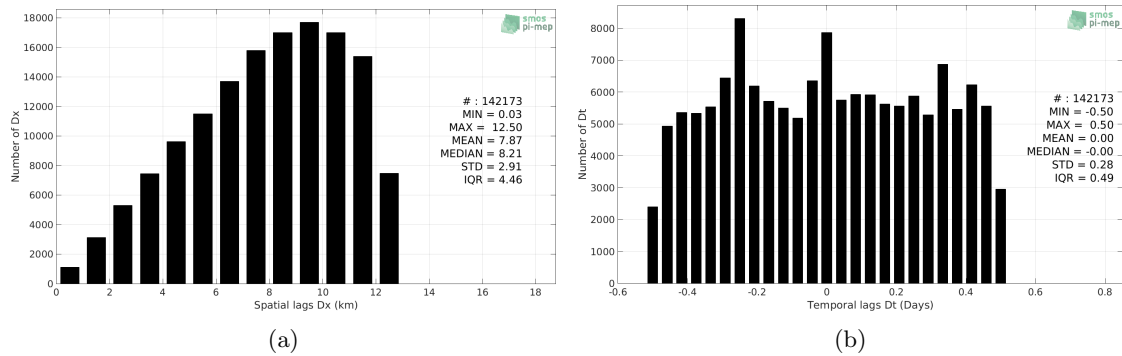 18000
16000
14000
12000
10000
8000
6000
4000
2000
0
Number of Dx
smos
pi-mep
# : 142173
MIN = 0.03
MAX = 12.50
MEAN = 7.87
MEDIAN = 8.21
STD = 2.91
IQR = 4.46
0 2 4 6 8 10 12 14 16 18
Spatial lags Dx (km)
(a)
8000
7000
6000
5000
4000
3000
2000
1000
0
Number of Dt
smos
pi-mep
# : 142173
MIN = -0.50
MAX = 0.50
MEAN = 0.00
MEDIAN = -0.00
STD = 0.28
IQR = 0.49
-0.6 -0.4 -0.2 0 0.2 0.4 0.6 0.8
Temporal lags Dt (Days)
(b)